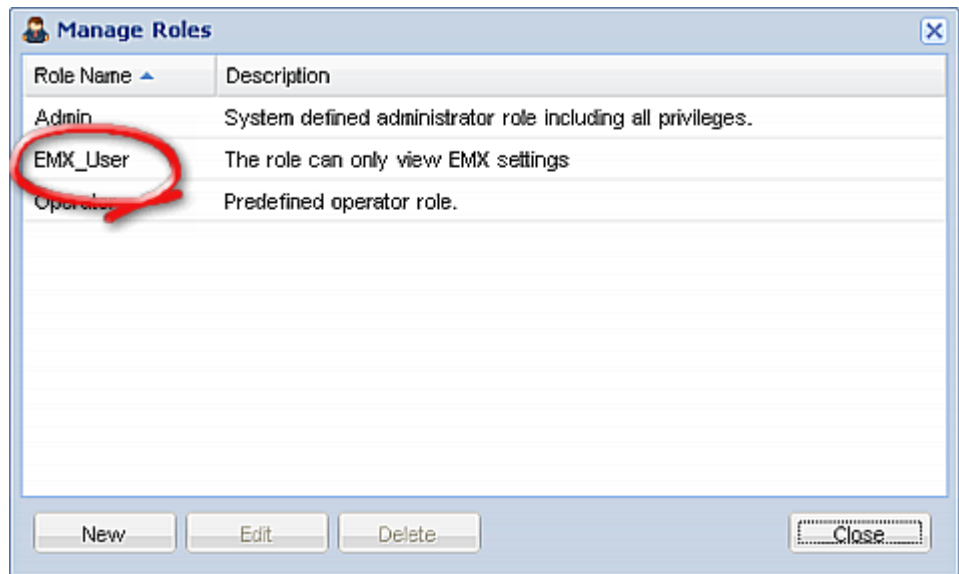 Manage Roles
Role Name Description
Admin System defined administrator role including all privileges.
EMX_User The role can only view EMX settings
Operator Predefined operator role.
New Edit Delete Close